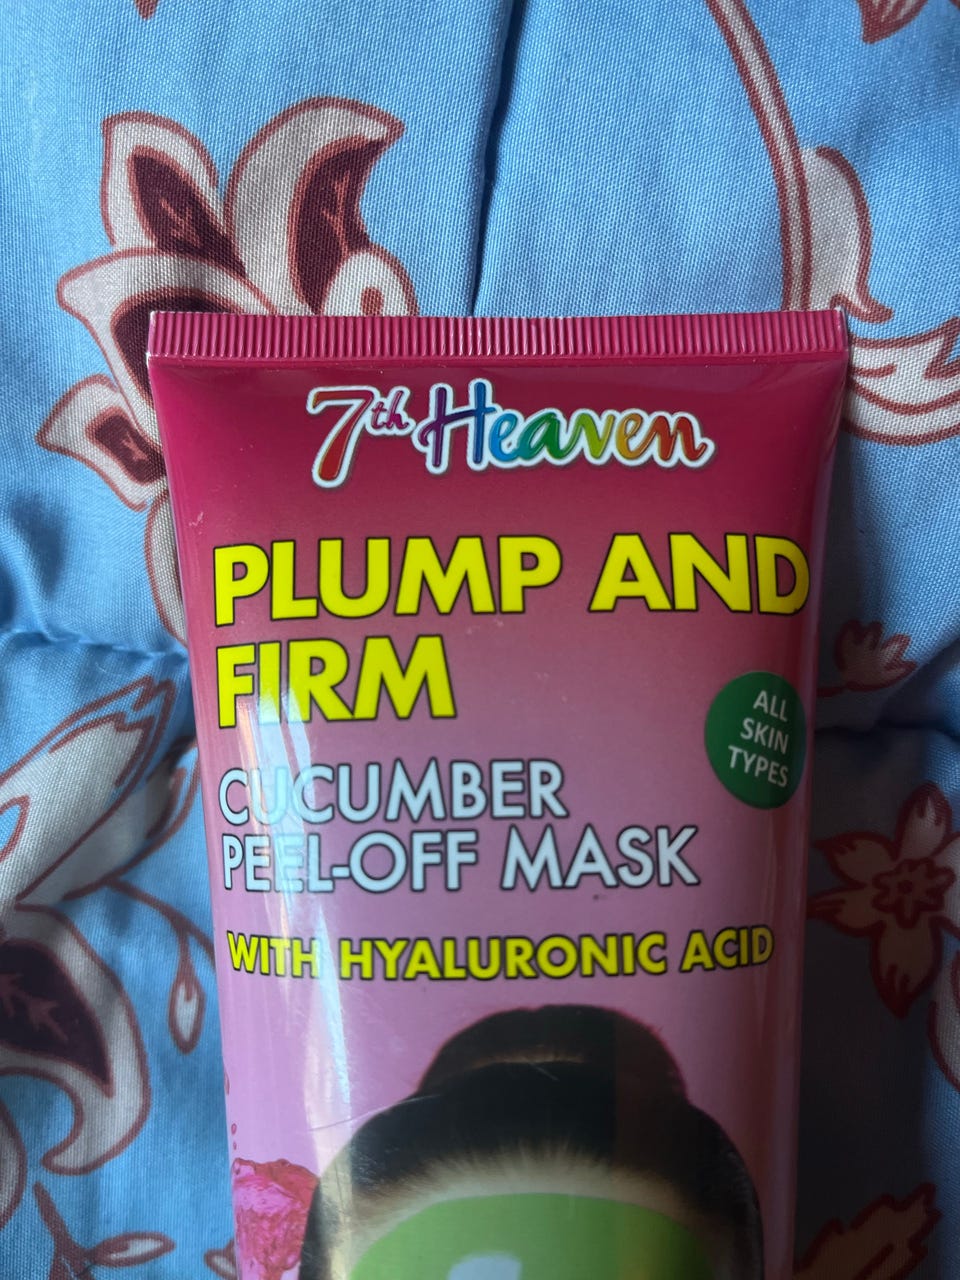 7th Heaven
PLUMP AND
FIRM
ALL
SKIN
TYPES
CUCUMBER
PEEL-OFF MASK
WITH HYALURONIC ACID